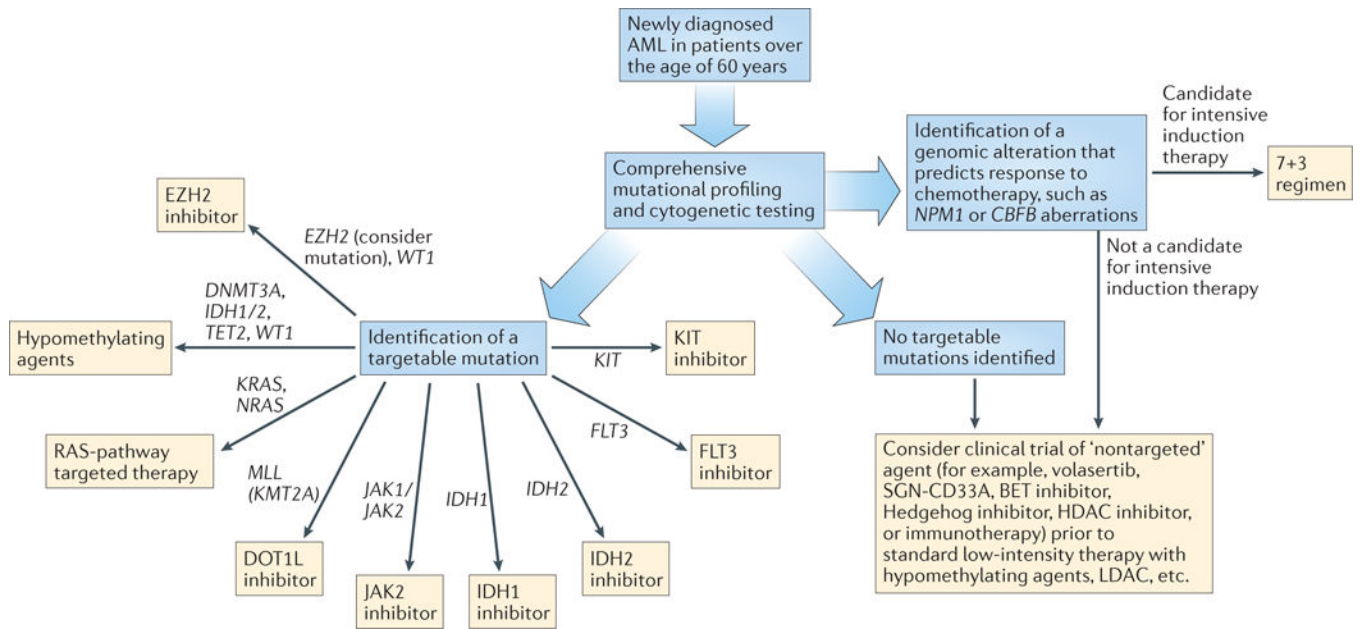 Newly diagnosed
AML in patients over
the age of 60 years
Comprehensive
mutational profiling
and cytogenetic testing
Identification of a
genomic alteration that
predicts response to
chemotherapy, such as
NPM1 or CBFB aberrations
Candidate
for intensive
induction
therapy
7+3
regimen
Not a candidate
for intensive
induction therapy
EZH2
inhibitor
EZH2 (consider
mutation), WT1
DNMT3A,
IDH1/2,
TET2, WT1
Hypomethylating
agents
Identification of a
targetable mutation
KIT
KIT
inhibitor
No targetable
mutations identified
KRAS,
NRAS
RAS-pathway
targeted therapy
MLL
(KMT2A)
DOT1L
inhibitor
JAK1/
JAK2
JAK2
inhibitor
IDH1
IDH1
inhibitor
IDH2
IDH2
inhibitor
FLT3
FLT3
inhibitor
Consider clinical trial of ‘nontargeted’
agent (for example, volasertib,
SGN-CD33A, BET inhibitor,
Hedgehog inhibitor, HDAC inhibitor,
or immunotherapy) prior to
standard low-intensity therapy with
hypomethylating agents, LDAC, etc.